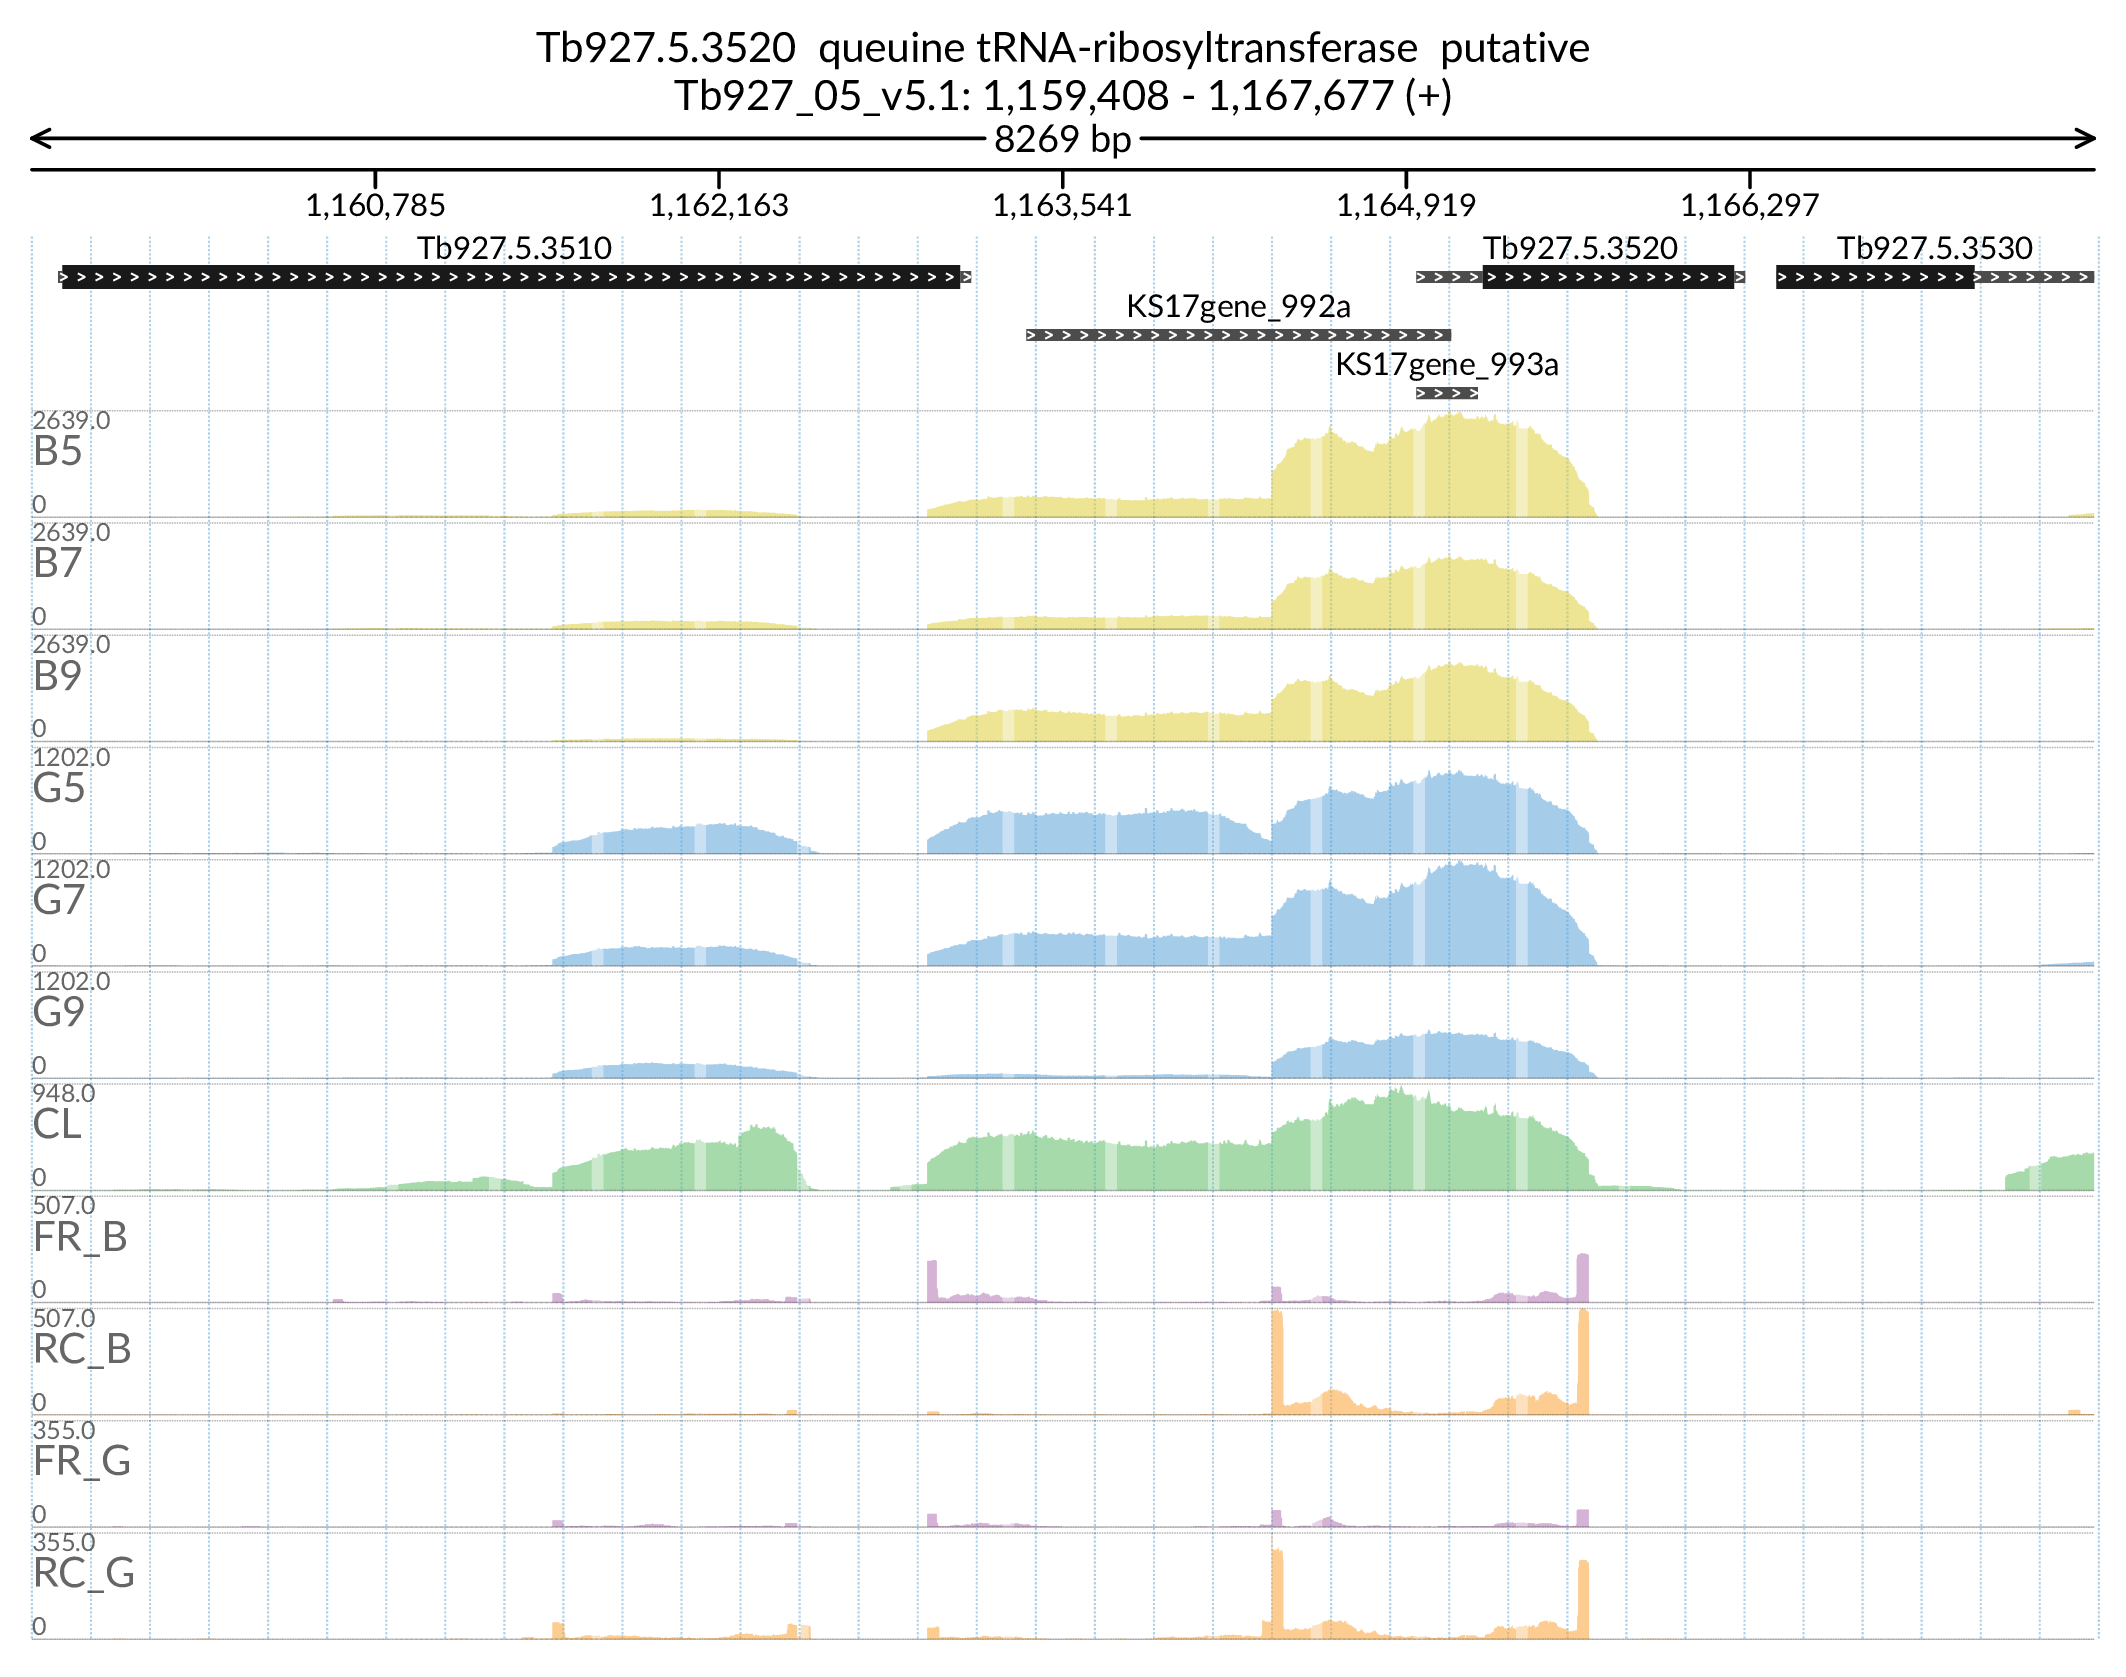 Tb927.5.3520  queuine tRNA-ribosyltransferase  putative
Tb927_05_v5.1: 1,159,408 - 1,167,677 (+)
8269 bp
1,160,785 1,162,163 1,163,541 1,164,919 1,166,297
Tb927.5.3510 Tb927.5.3520 Tb927.5.3530
KS17gene_992a
KS17gene_993a
2639.0
B5
0
2639.0
B7
0
2639.0
B9
0
1202.0
G5
0
1202.0
G7
0
1202.0
G9
0
948.0
CL
0
507.0
FR_B
0
507.0
RC_B
0
355.0
FR_G
0
355.0
RC_G
0